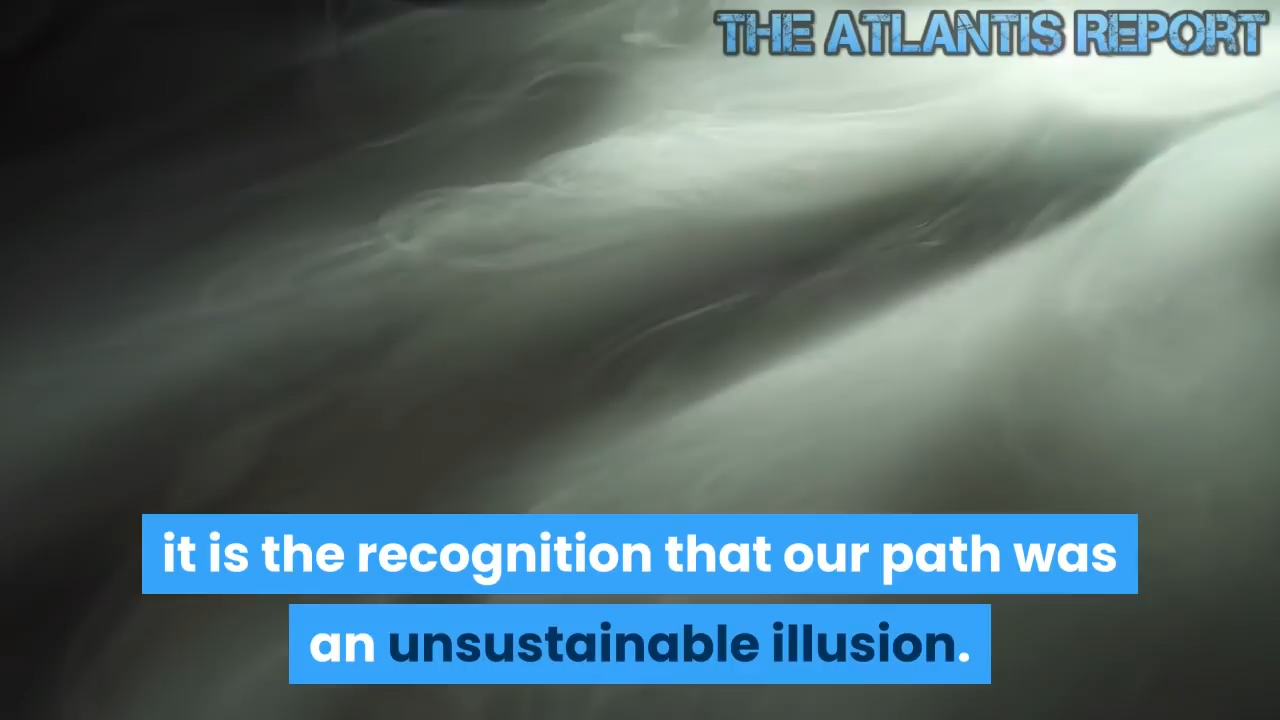 THE ATLANTIS REPORT
it is the recognition that our path was
an unsustainable illusion.